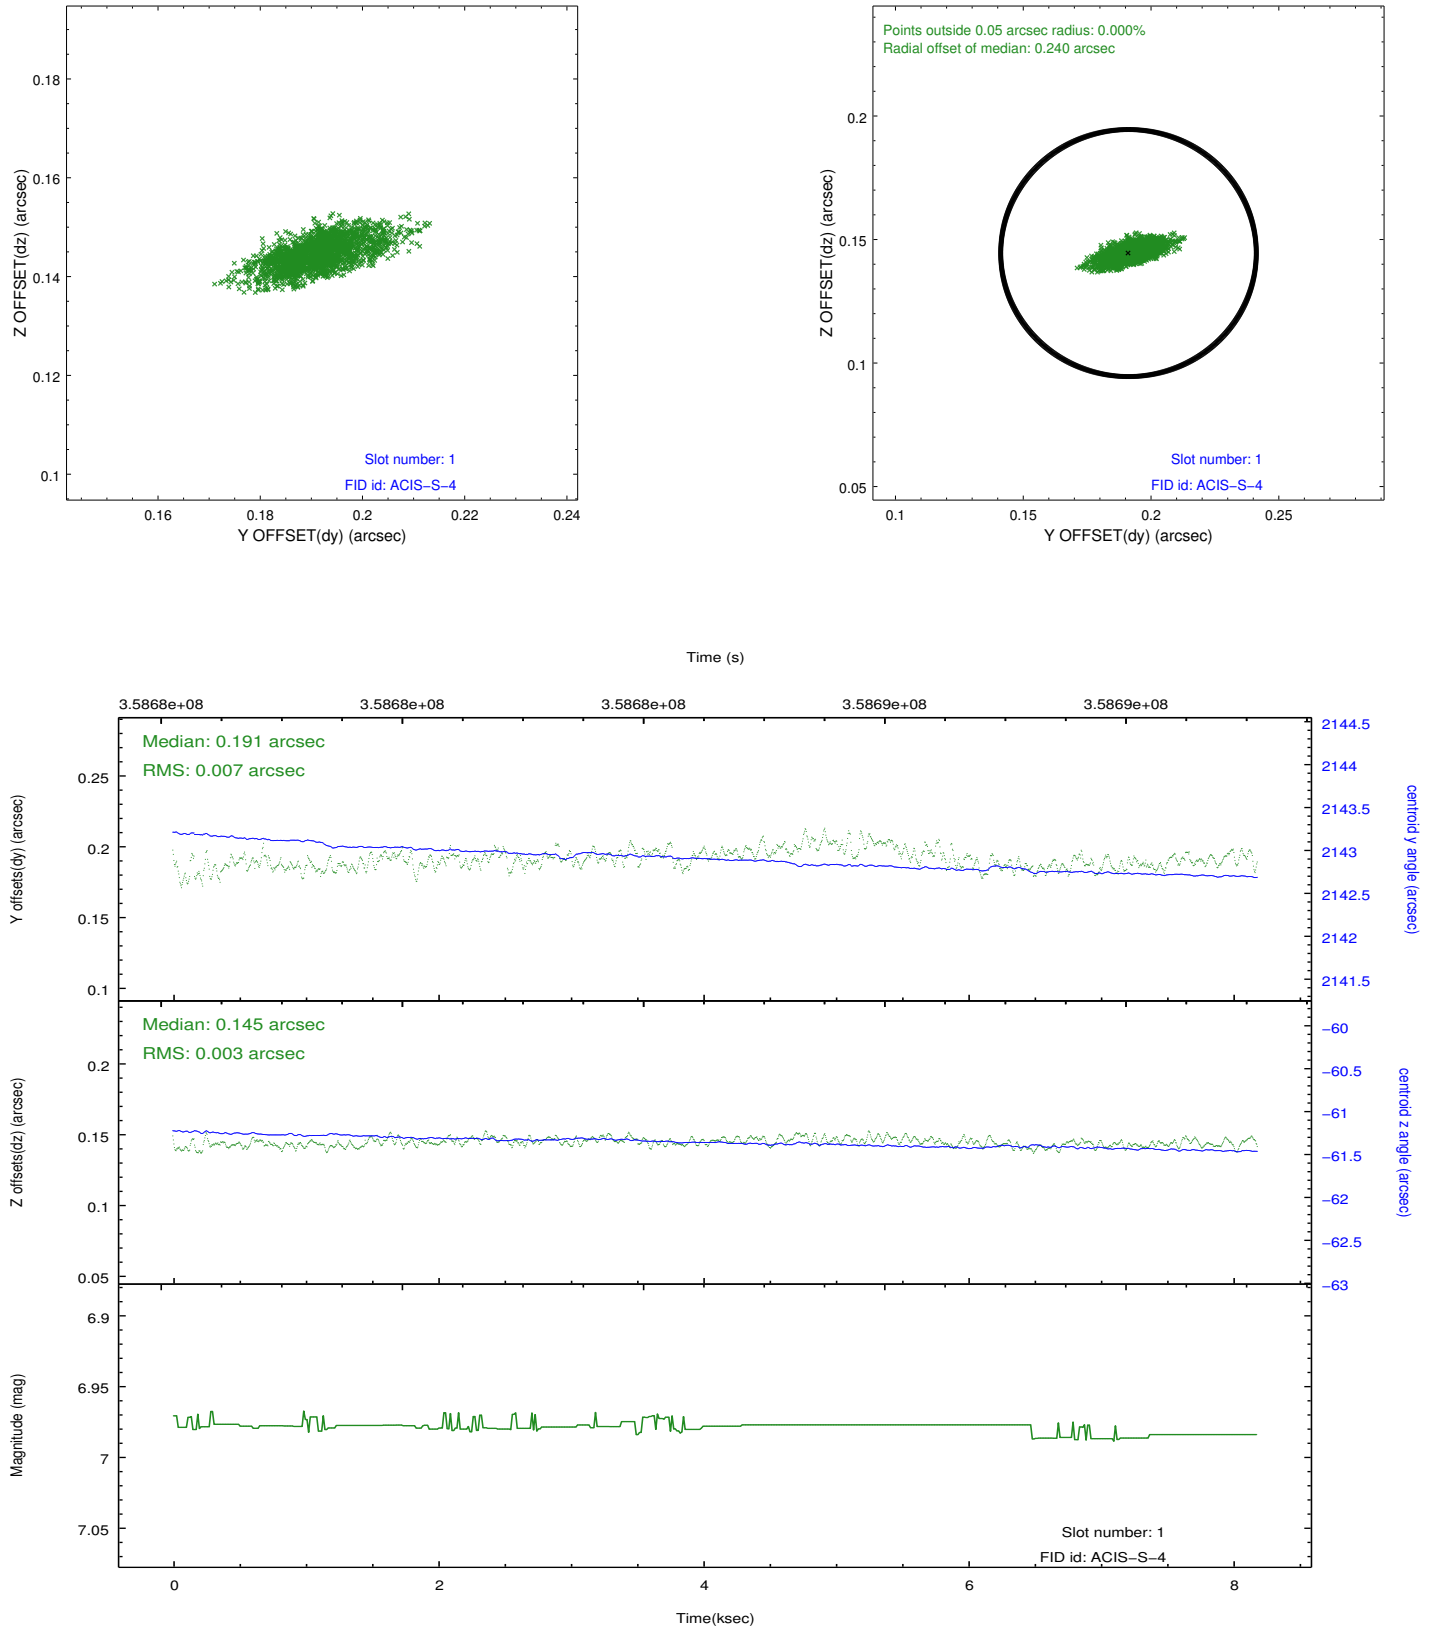 0.18
0.16
0.14
0.12
0.1
Z OFFSET(dz) (arcsec)
Slot number: 1
FID id: ACIS−S−4
0.16 0.18 0.2 0.22 0.24
Y OFFSET(dy) (arcsec)
Points outside 0.05 arcsec radius: 0.000%
Radial offset of median: 0.240 arcsec
0.2
0.15
0.1
0.05
Z OFFSET(dz) (arcsec)
Slot number: 1
FID id: ACIS−S−4
0.1 0.15 0.2 0.25
Y OFFSET(dy) (arcsec)
Time (s)
3.5868e+08 3.5868e+08 3.5868e+08 3.5869e+08 3.5869e+08
Median: 0.191 arcsec
RMS: 0.007 arcsec
0.25
0.2
0.15
0.1
Y offsets(dy) (arcsec)
2144.5
2144
2143.5
2143
2142.5
2142
2141.5
centroid y angle (arcsec)
Median: 0.145 arcsec
RMS: 0.003 arcsec
0.2
0.15
0.1
0.05
Z offsets(dz) (arcsec)
−60
−60.5
−61
−61.5
−62
−62.5
−63
centroid z angle (arcsec)
6.9
6.95
7
7.05
Magnitude (mag)
Slot number: 1
FID id: ACIS−S−4
0 2 4 6 8
Time(ksec)